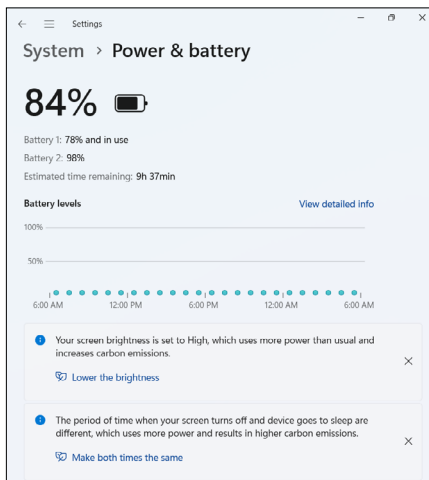 Settings
System > Power & battery
84%
Battery 1: 78% and in use
Battery 2: 98%
Estimated time remaining: 9h 37min
Battery levels
View detailed info
100%
50%
6:00 AM 12:00 PM 6:00 PM 12:00 AM 6:00 AM
Your screen brightness is set to High, which uses more power than usual and
increases carbon emissions.
Lower the brightness
The period of time when your screen turns off and device goes to sleep are
different, which uses more power and results in higher carbon emissions.
Make both times the same